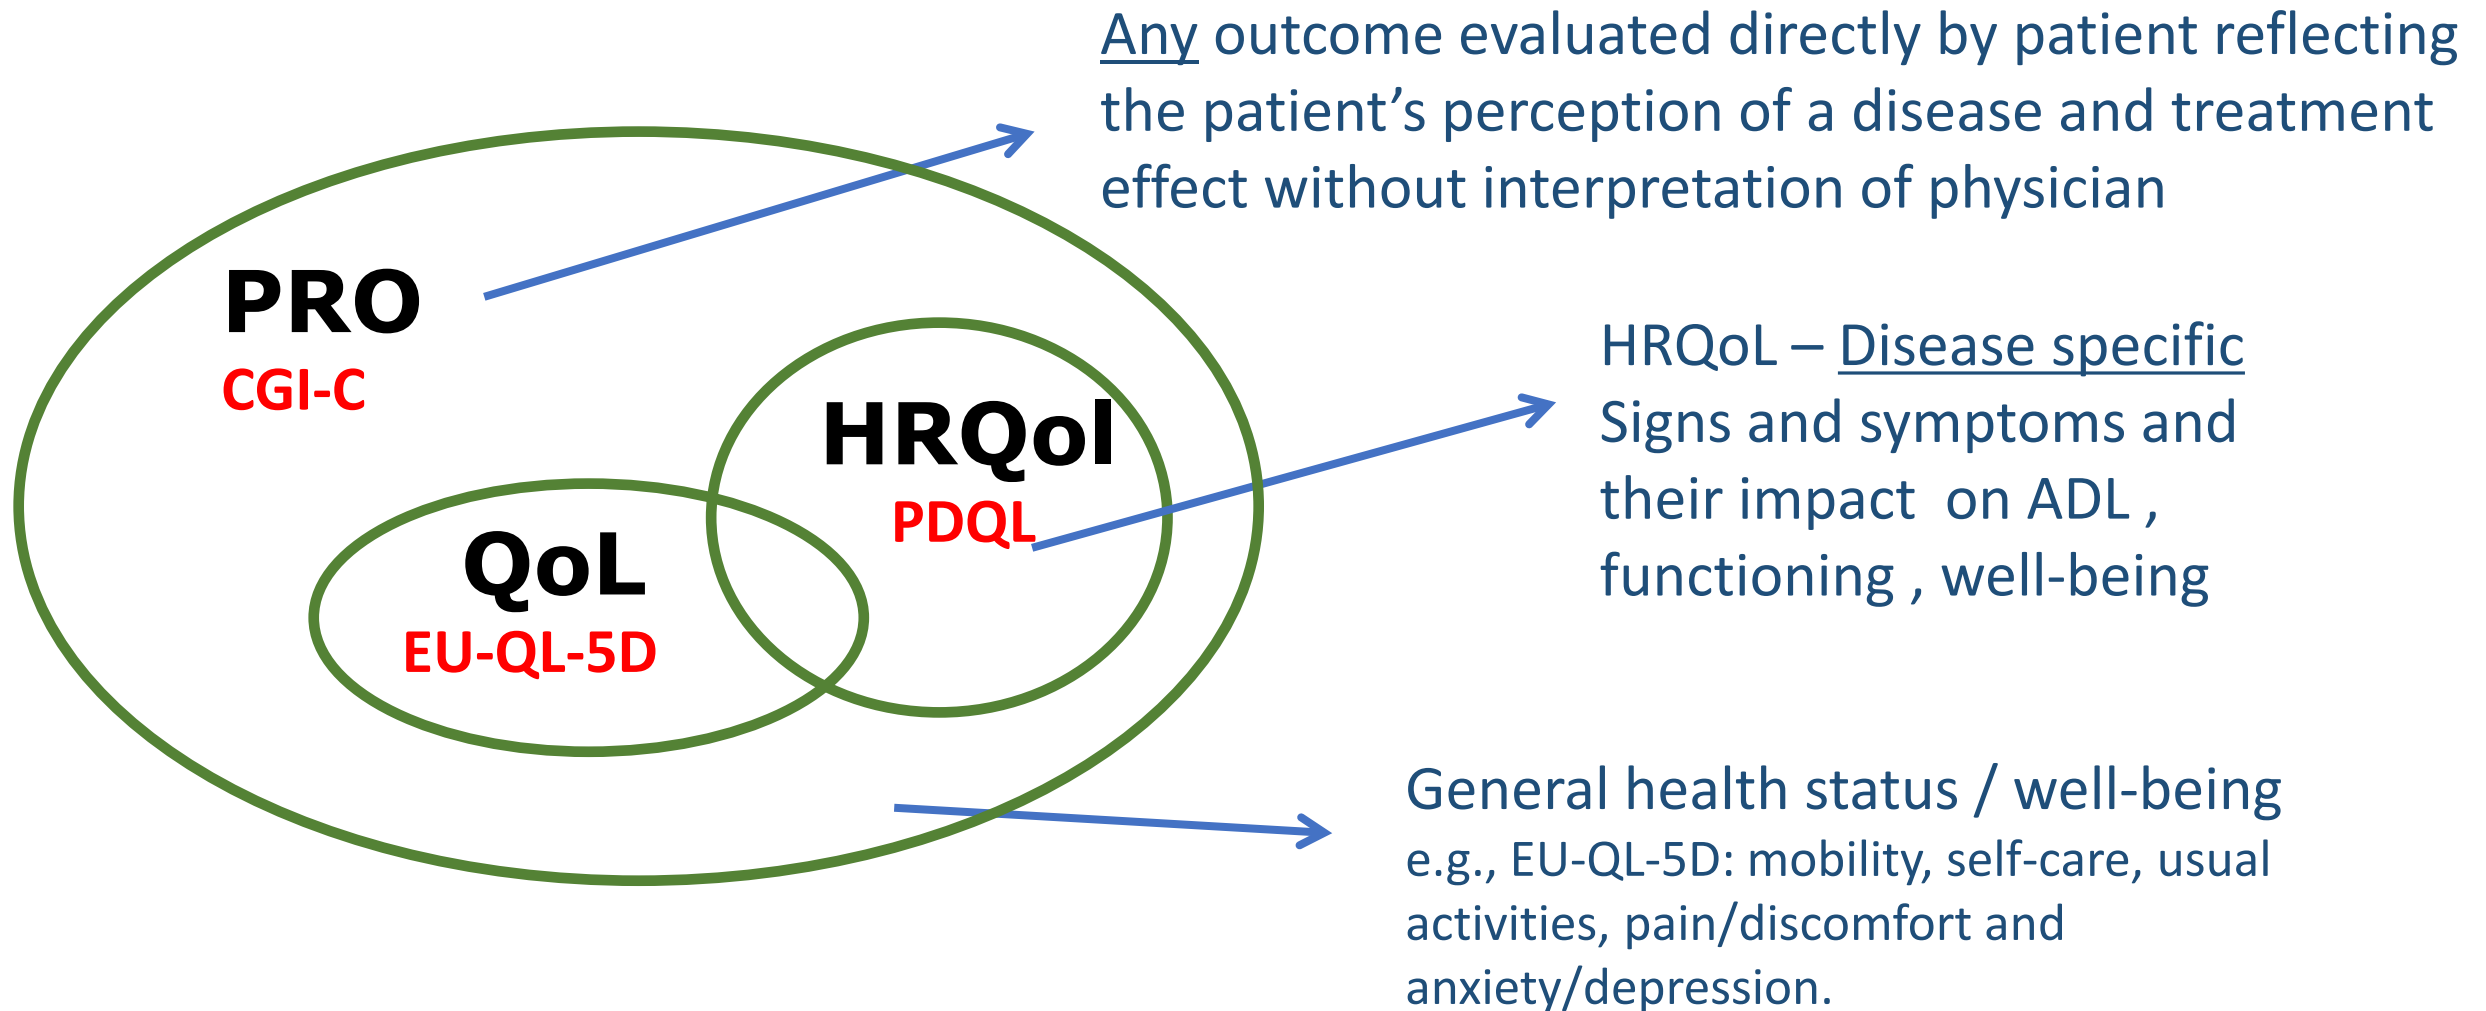 Any outcome evaluated directly by patient reflecting
the patient’s perception of a disease and treatment
effect without interpretation of physician
PRO
CGI-C
HRQol
PDQL
QoL
EU-QL-5D
HRQoL – Disease specific
Signs and symptoms and
their impact  on ADL ,
functioning , well-being
General health status / well-being
e.g., EU-QL-5D: mobility, self-care, usual
activities, pain/discomfort and
anxiety/depression.